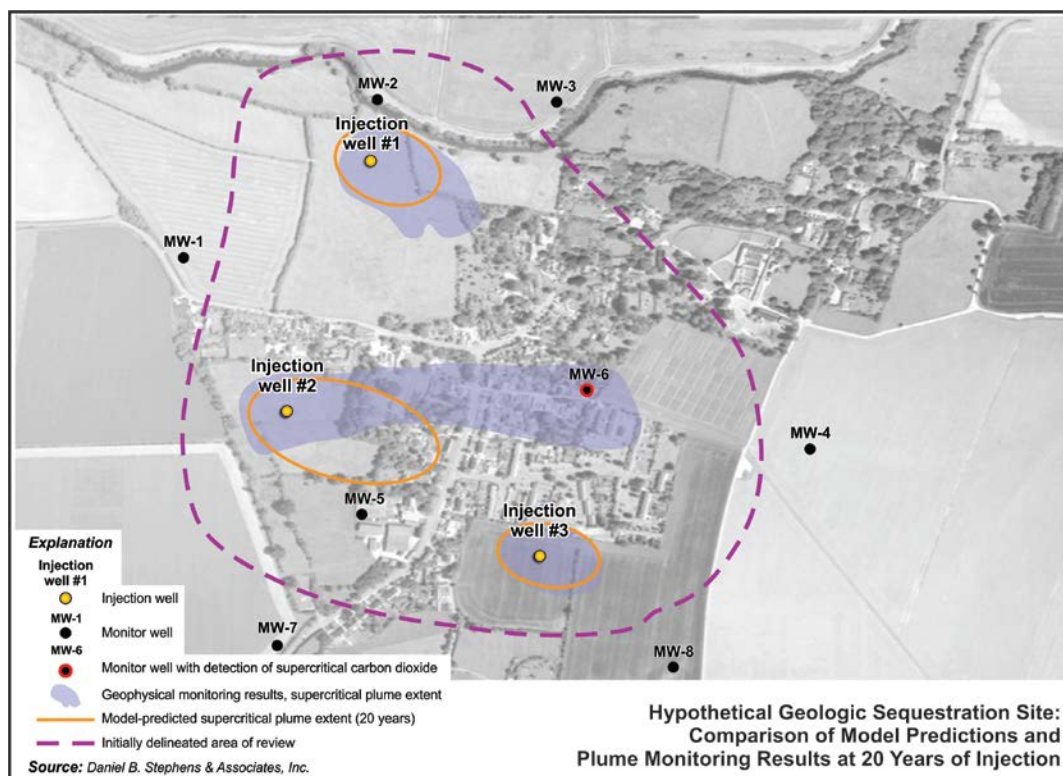 MW-2
MW-3
Injection
well #1
MW-1
Injection
well #2
MW-6
MW-4
MW-5
Injection
well #3
MW-7
MW-8
Explanation
Injection
well #1
Injection well
MW-1
Monitor well
MW-6
Monitor well with detection of supercritical carbon dioxide
Geophysical monitoring results, supercritical plume extent
Model-predicted supercritical plume extent (20 years)
Initially delineated area of review
Source: Daniel B. Stephens & Associates, Inc.
Hypothetical Geologic Sequestration Site:
Comparison of Model Predictions and
Plume Monitoring Results at 20 Years of Injection